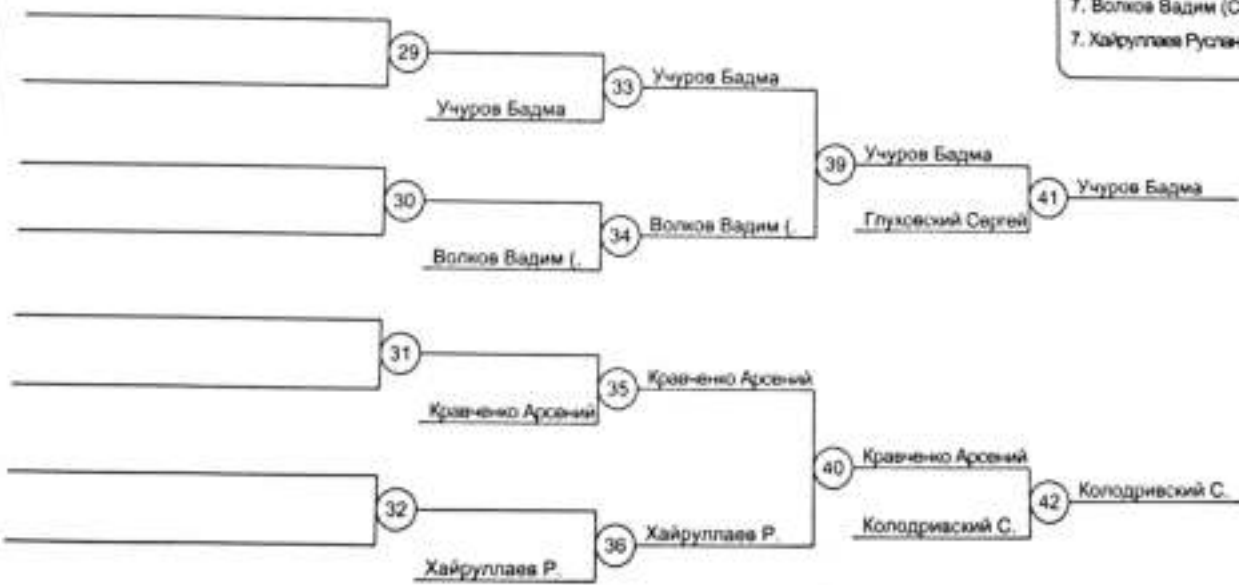 7. Волков Вадим (С
7. Хайруллаев Руслан
29
33
Учуров Бадма
Учуров Бадма
39
Учуров Бадма
41
Учуров Бадма
30
34
Волков Вадим (.
Глуховский Сергей
Волков Вадим (.
31
35
Кравченко Арсений
Кравченко Арсений
40
Кравченко Арсений
42
Колодривский С.
32
36
Хайруллаев Р.
Колодривский С.
Хайруллаев Р.